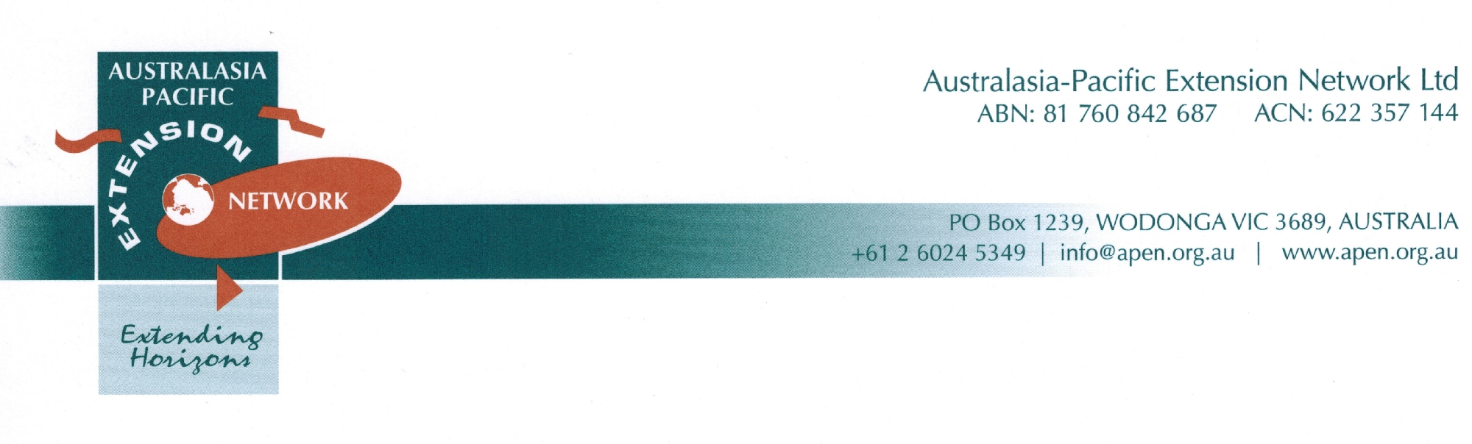 AUSTRALASIA
PACIFIC
EXTENSION
NETWORK
Extending
Horizons
Australasia-Pacific Extension Network Ltd
ABN: 81 760 842 687 ACN: 622 357 144
PO Box 1239, WODONGA VIC 3689, AUSTRALIA
+61 2 6024 5349 | info@apen.org.au | www.apen.org.au